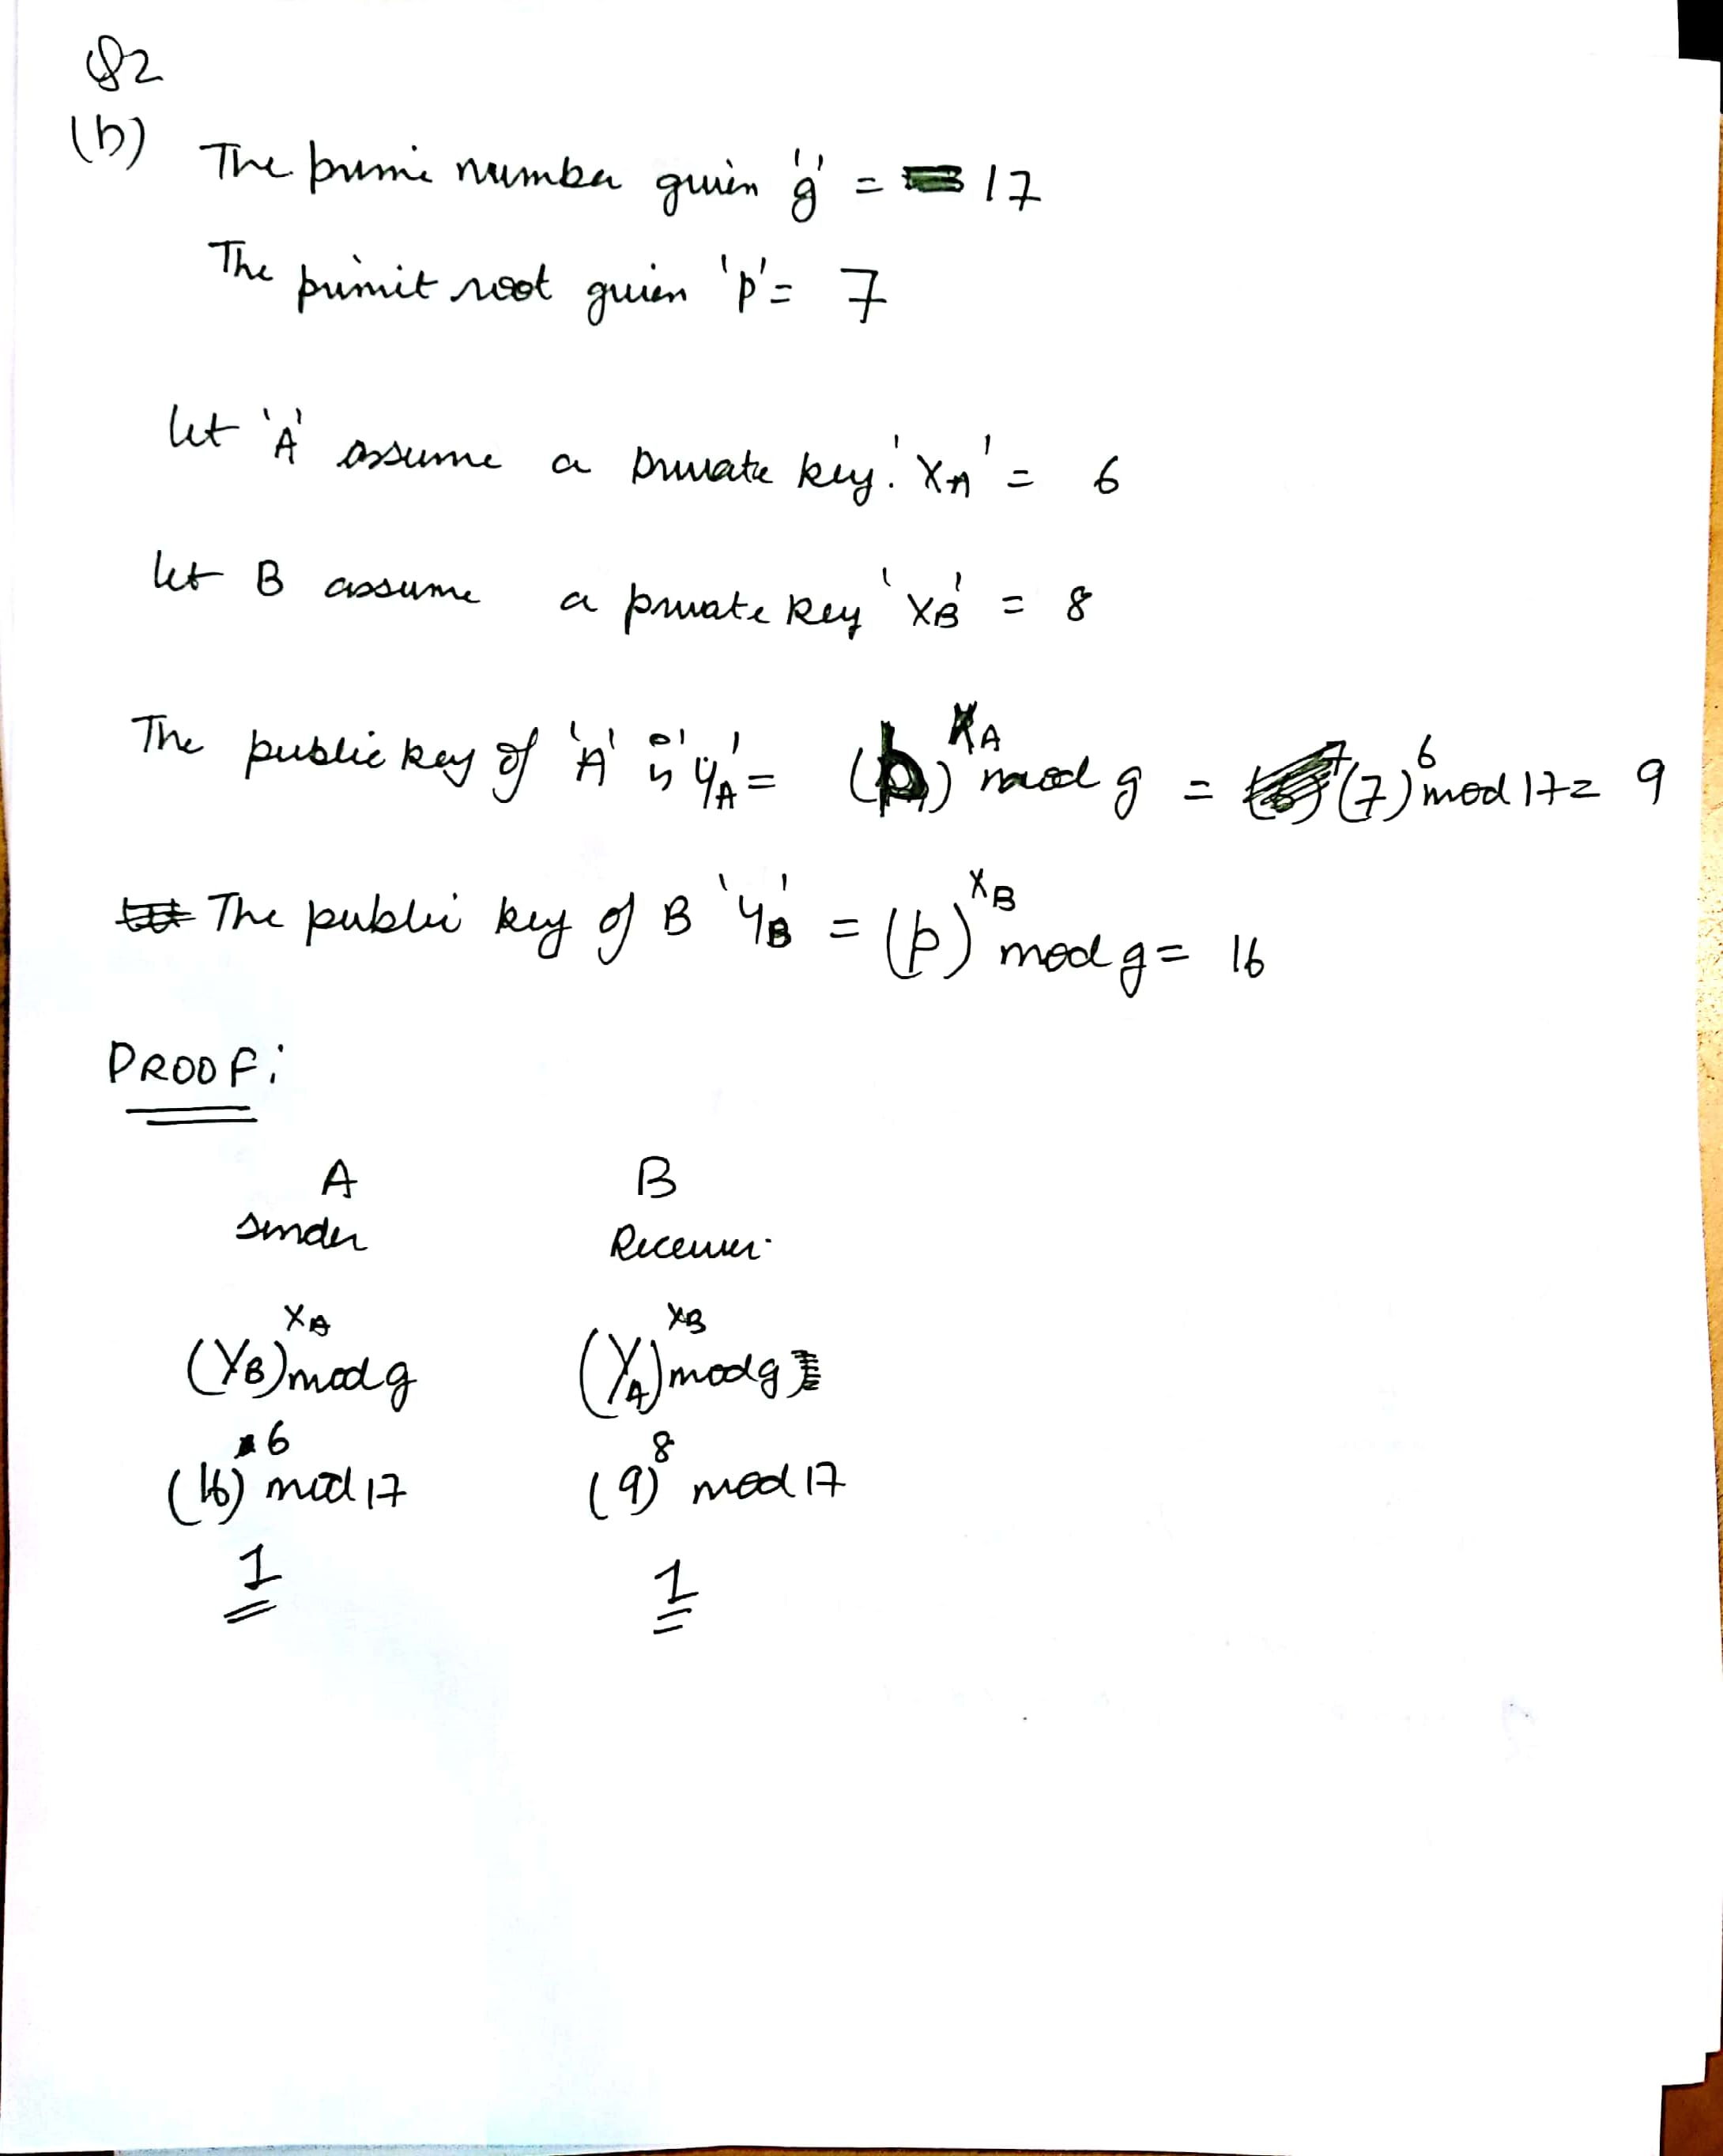 Q2
(b)
The prime number given 'g' = 17
The primit root given 'p' = 7
let 'A' assume a private key 'XA' = 6
let B assume a private key 'XB' = 8
The public key of 'A' is 'YA' = (p)^XA mod g = (7)^6 mod 17 = 9
The public key of B 'YB' = (p)^XB mod g = 16
PROOF:
A B
sender Receiver.
(YB)^XA mod g (YA)^XB mod g
(16)^6 mod 17 (9)^8 mod 17
1 1